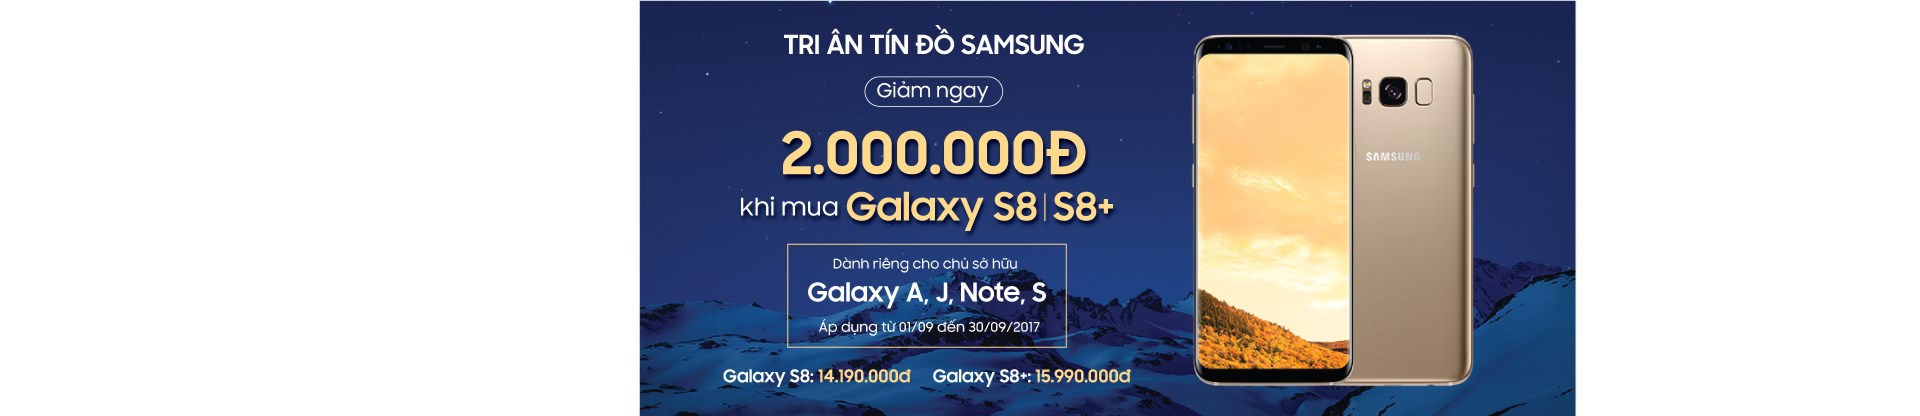 TRI ÂN TÍN ĐỒ SAMSUNG
Giảm ngay
2.000.000Đ
khi mua Galaxy S8 | S8+
Dành riêng cho chủ sở hữu
Galaxy A, J, Note, S
Áp dụng từ 01/09 đến 30/09/2017
Galaxy S8: 14.190.000đ Galaxy S8+: 15.990.000đ
SAMSUNG